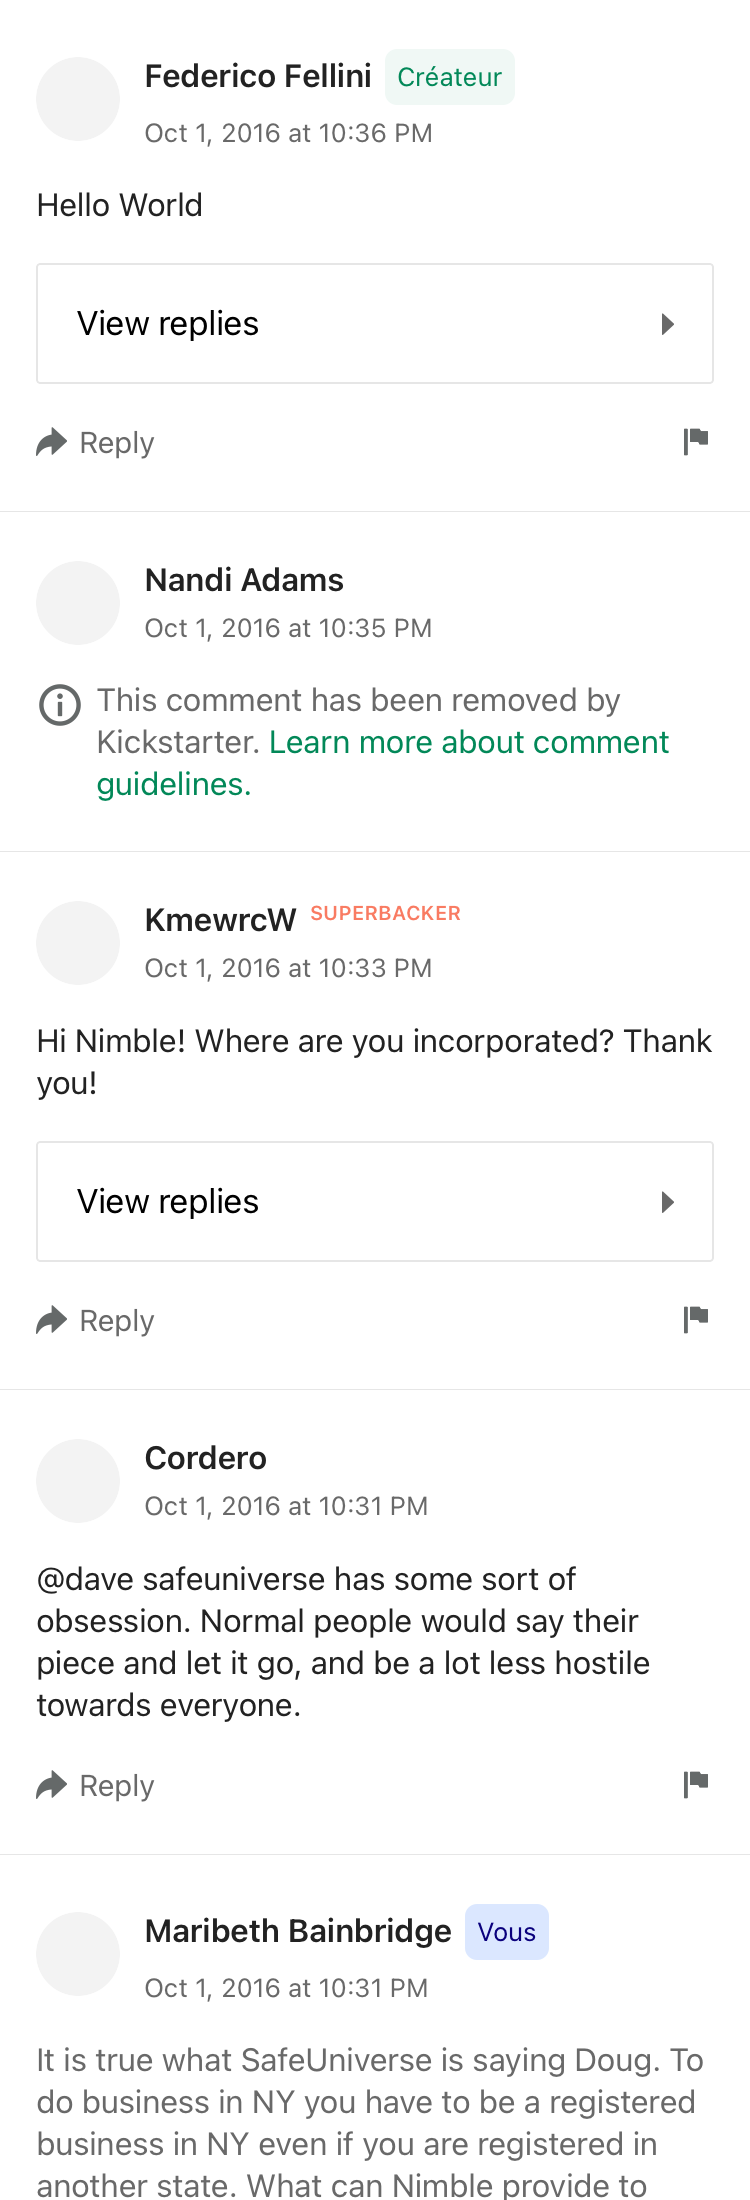 Federico Fellini Créateur
Oct 1, 2016 at 10:36 PM
Hello World
View replies
Reply
Nandi Adams
Oct 1, 2016 at 10:35 PM
This comment has been removed by
Kickstarter. Learn more about comment
guidelines.
KmewrcW SUPERBACKER
Oct 1, 2016 at 10:33 PM
Hi Nimble! Where are you incorporated? Thank
you!
View replies
Reply
Cordero
Oct 1, 2016 at 10:31 PM
@dave safeuniverse has some sort of
obsession. Normal people would say their
piece and let it go, and be a lot less hostile
towards everyone.
Reply
Maribeth Bainbridge Vous
Oct 1, 2016 at 10:31 PM
It is true what SafeUniverse is saying Doug. To
do business in NY you have to be a registered
business in NY even if you are registered in
another state. What can Nimble provide to